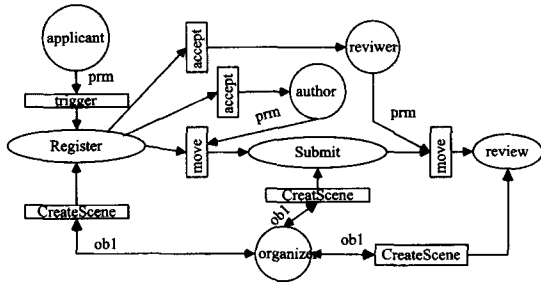 applicant
accept
reviwer
prm
accept
author
trigger
prm
prm
Register
move
Submit
move
review
CreateScene
CreatScene
ob1
ob1
organizer
ob1
CreateScene